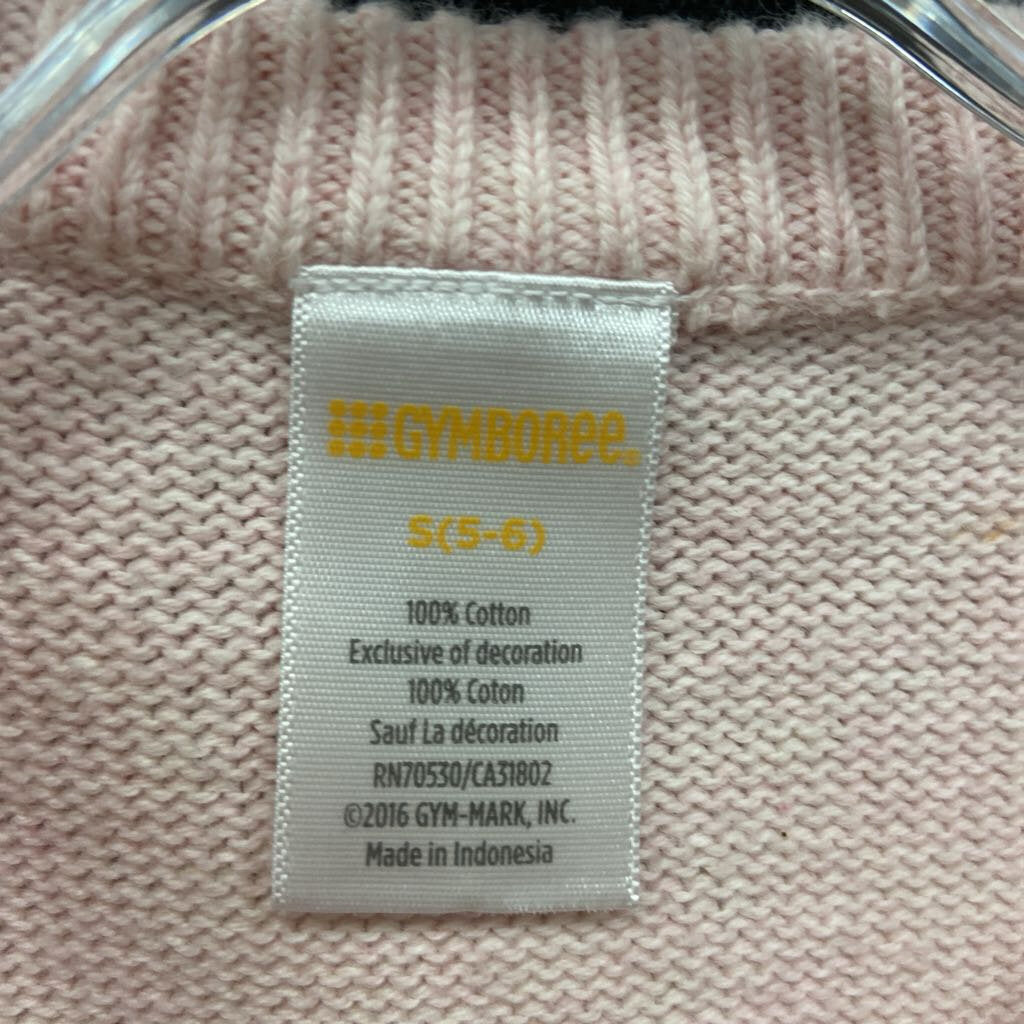 GYMBOREE
S(5-6)
100% Cotton
Exclusive of decoration
100% Coton
Sauf La décoration
RN70530/CA31802
©2016 GYM-MARK, INC.
Made in Indonesia